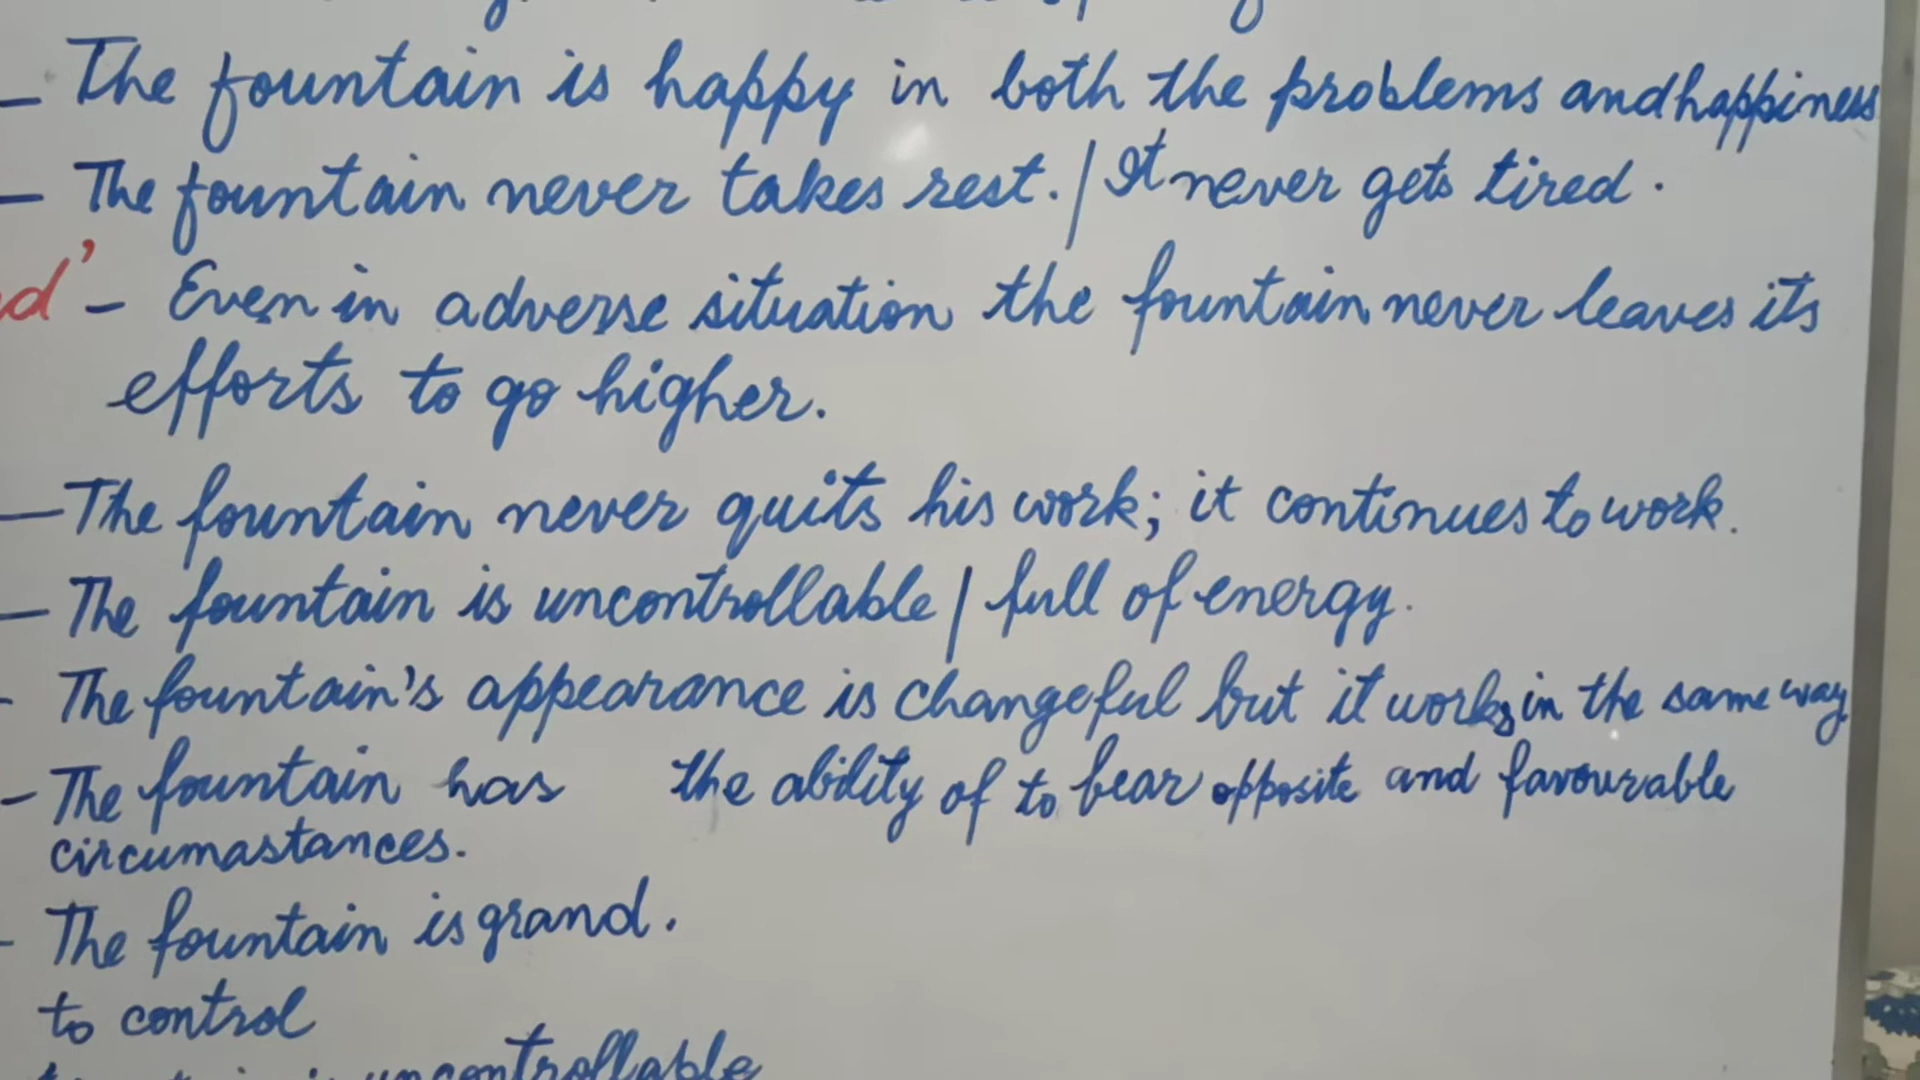 - The fountain is happy in both the problems and happiness
- The fountain never takes rest. / It never gets tired.
d' - Even in adverse situation the fountain never leaves its
efforts to go higher.
- The fountain never quits his work; it continues to work.
- The fountain is uncontrollable / full of energy.
- The fountain's appearance is changeful but it works in the same way
- The fountain has the ability of to bear opposite and favourable
circumastances.
- The fountain is grand.
to control
uncontrollable